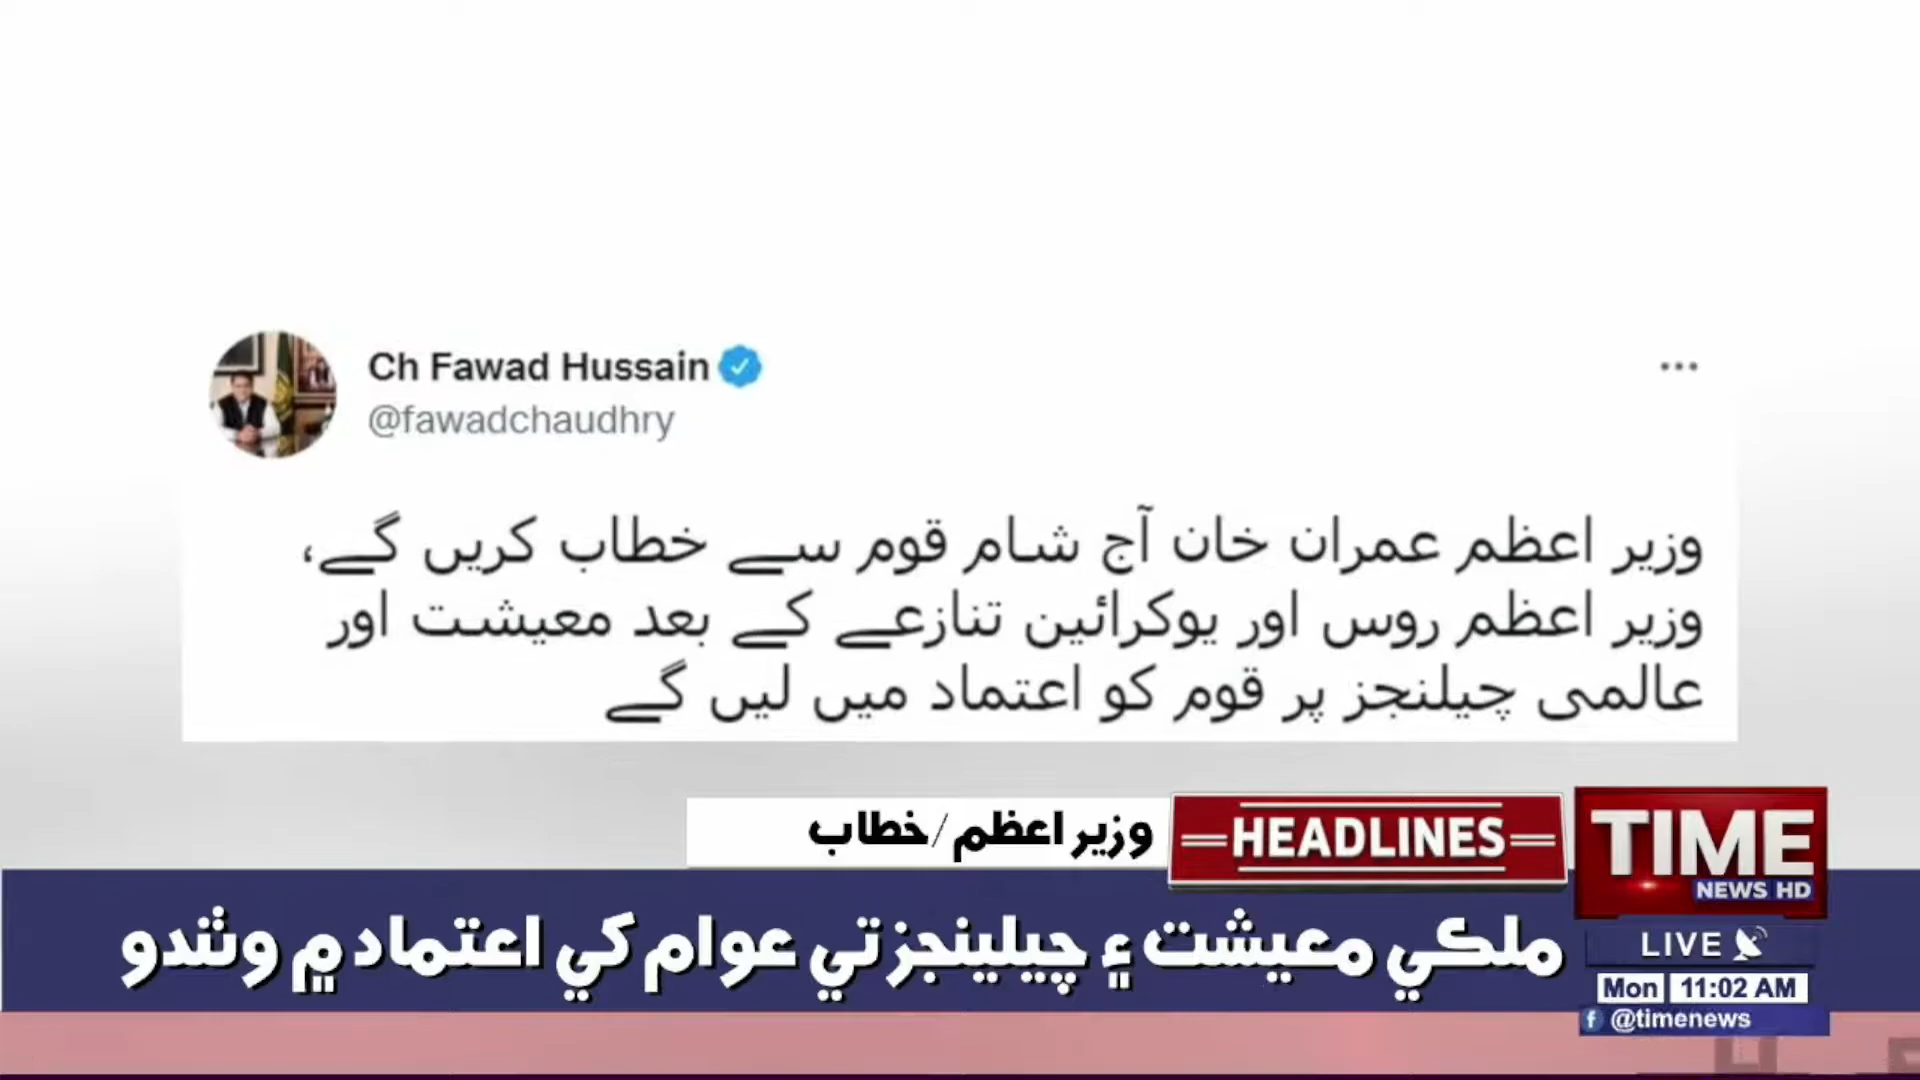 Ch Fawad Hussain
@fawadchaudhry
وزیر اعظم عمران خان آج شام قوم سے خطاب کریں گے،
وزیر اعظم روس اور یوکرائین تنازعے کے بعد معیشت اور
عالمی چیلنجز پر قوم کو اعتماد میں لیں گے
وزير اعظم/خطاب
HEADLINES
TIME
NEWS HD
ملڪي معيشت ۽ چيلينجز تي عوام کي اعتماد ۾ وٺندو
LIVE
Mon 11:02 AM
@timenews